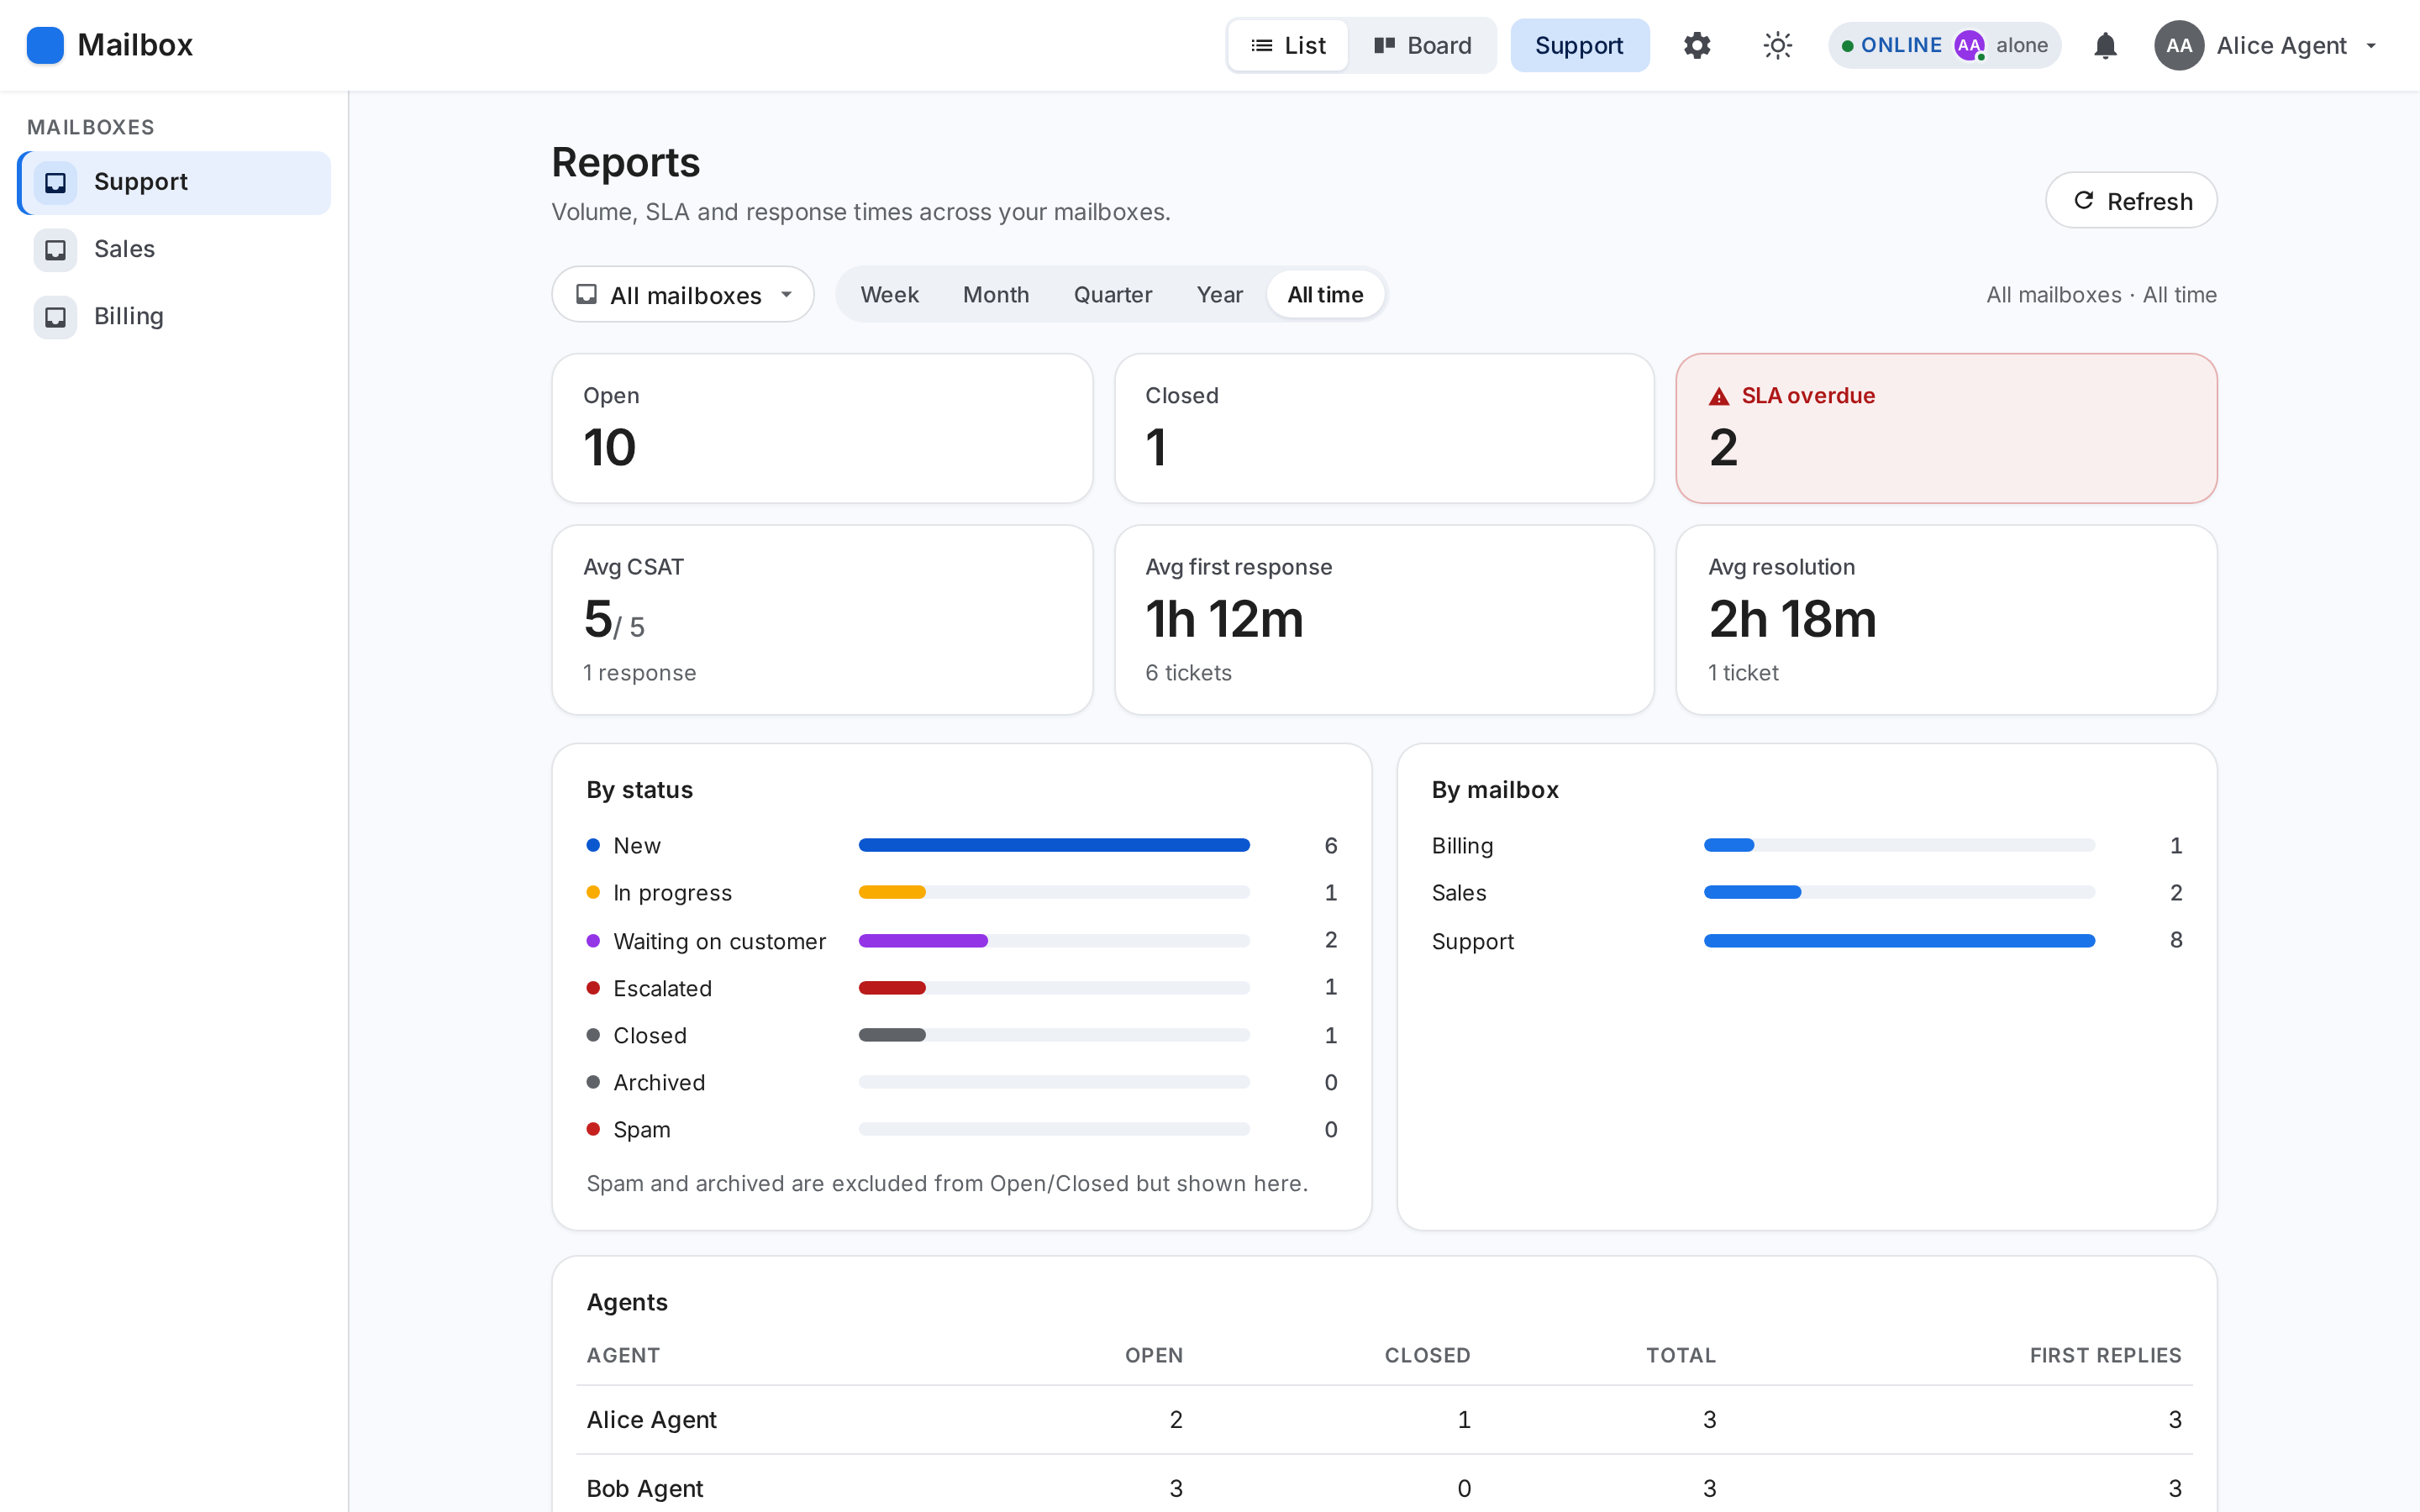 Mailbox
List
Board
Support
ONLINE AA alone
AA Alice Agent
MAILBOXES
Support
Sales
Billing
Reports
Volume, SLA and response times across your mailboxes.
Refresh
All mailboxes
Week
Month
Quarter
Year
All time
All mailboxes · All time
Open
10
Closed
1
SLA overdue
2
Avg CSAT
5/ 5
1 response
Avg first response
1h 12m
6 tickets
Avg resolution
2h 18m
1 ticket
By status
New 6
In progress 1
Waiting on customer 2
Escalated 1
Closed 1
Archived 0
Spam 0
Spam and archived are excluded from Open/Closed but shown here.
By mailbox
Billing 1
Sales 2
Support 8
Agents
AGENT OPEN CLOSED TOTAL FIRST REPLIES
Alice Agent 2 1 3 3
Bob Agent 3 0 3 3